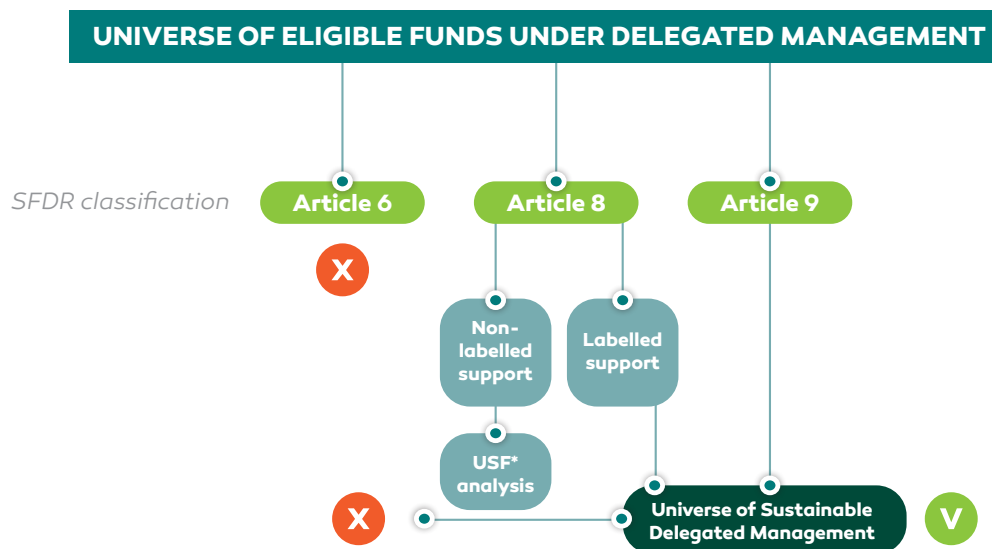 UNIVERSE OF ELIGIBLE FUNDS UNDER DELEGATED MANAGEMENT
SFDR classification
Article 6
Article 8
Article 9
X
Non-
labelled
support
Labelled
support
USF*
analysis
X
Universe of Sustainable
Delegated Management
V